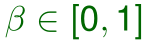 β ∈ [0, 1]